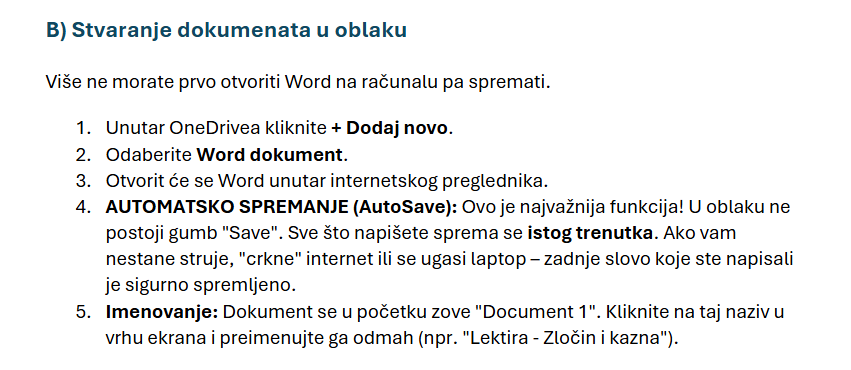 B) Stvaranje dokumenata u oblaku
Više ne morate prvo otvoriti Word na računalu pa spremati.
1. Unutar OneDrivea kliknite + Dodaj novo.
2. Odaberite Word dokument.
3. Otvorit će se Word unutar internetskog preglednika.
4. AUTOMATSKO SPREMANJE (AutoSave): Ovo je najvažnija funkcija! U oblaku ne
postoji gumb "Save". Sve što napišete sprema se istog trenutka. Ako vam
nestane struje, "crkne" internet ili se ugasi laptop – zadnje slovo koje ste napisali
je sigurno spremljeno.
5. Imenovanje: Dokument se u početku zove "Document 1". Kliknite na taj naziv u
vrhu ekrana i preimenujte ga odmah (npr. "Lektira - Zločin i kazna").